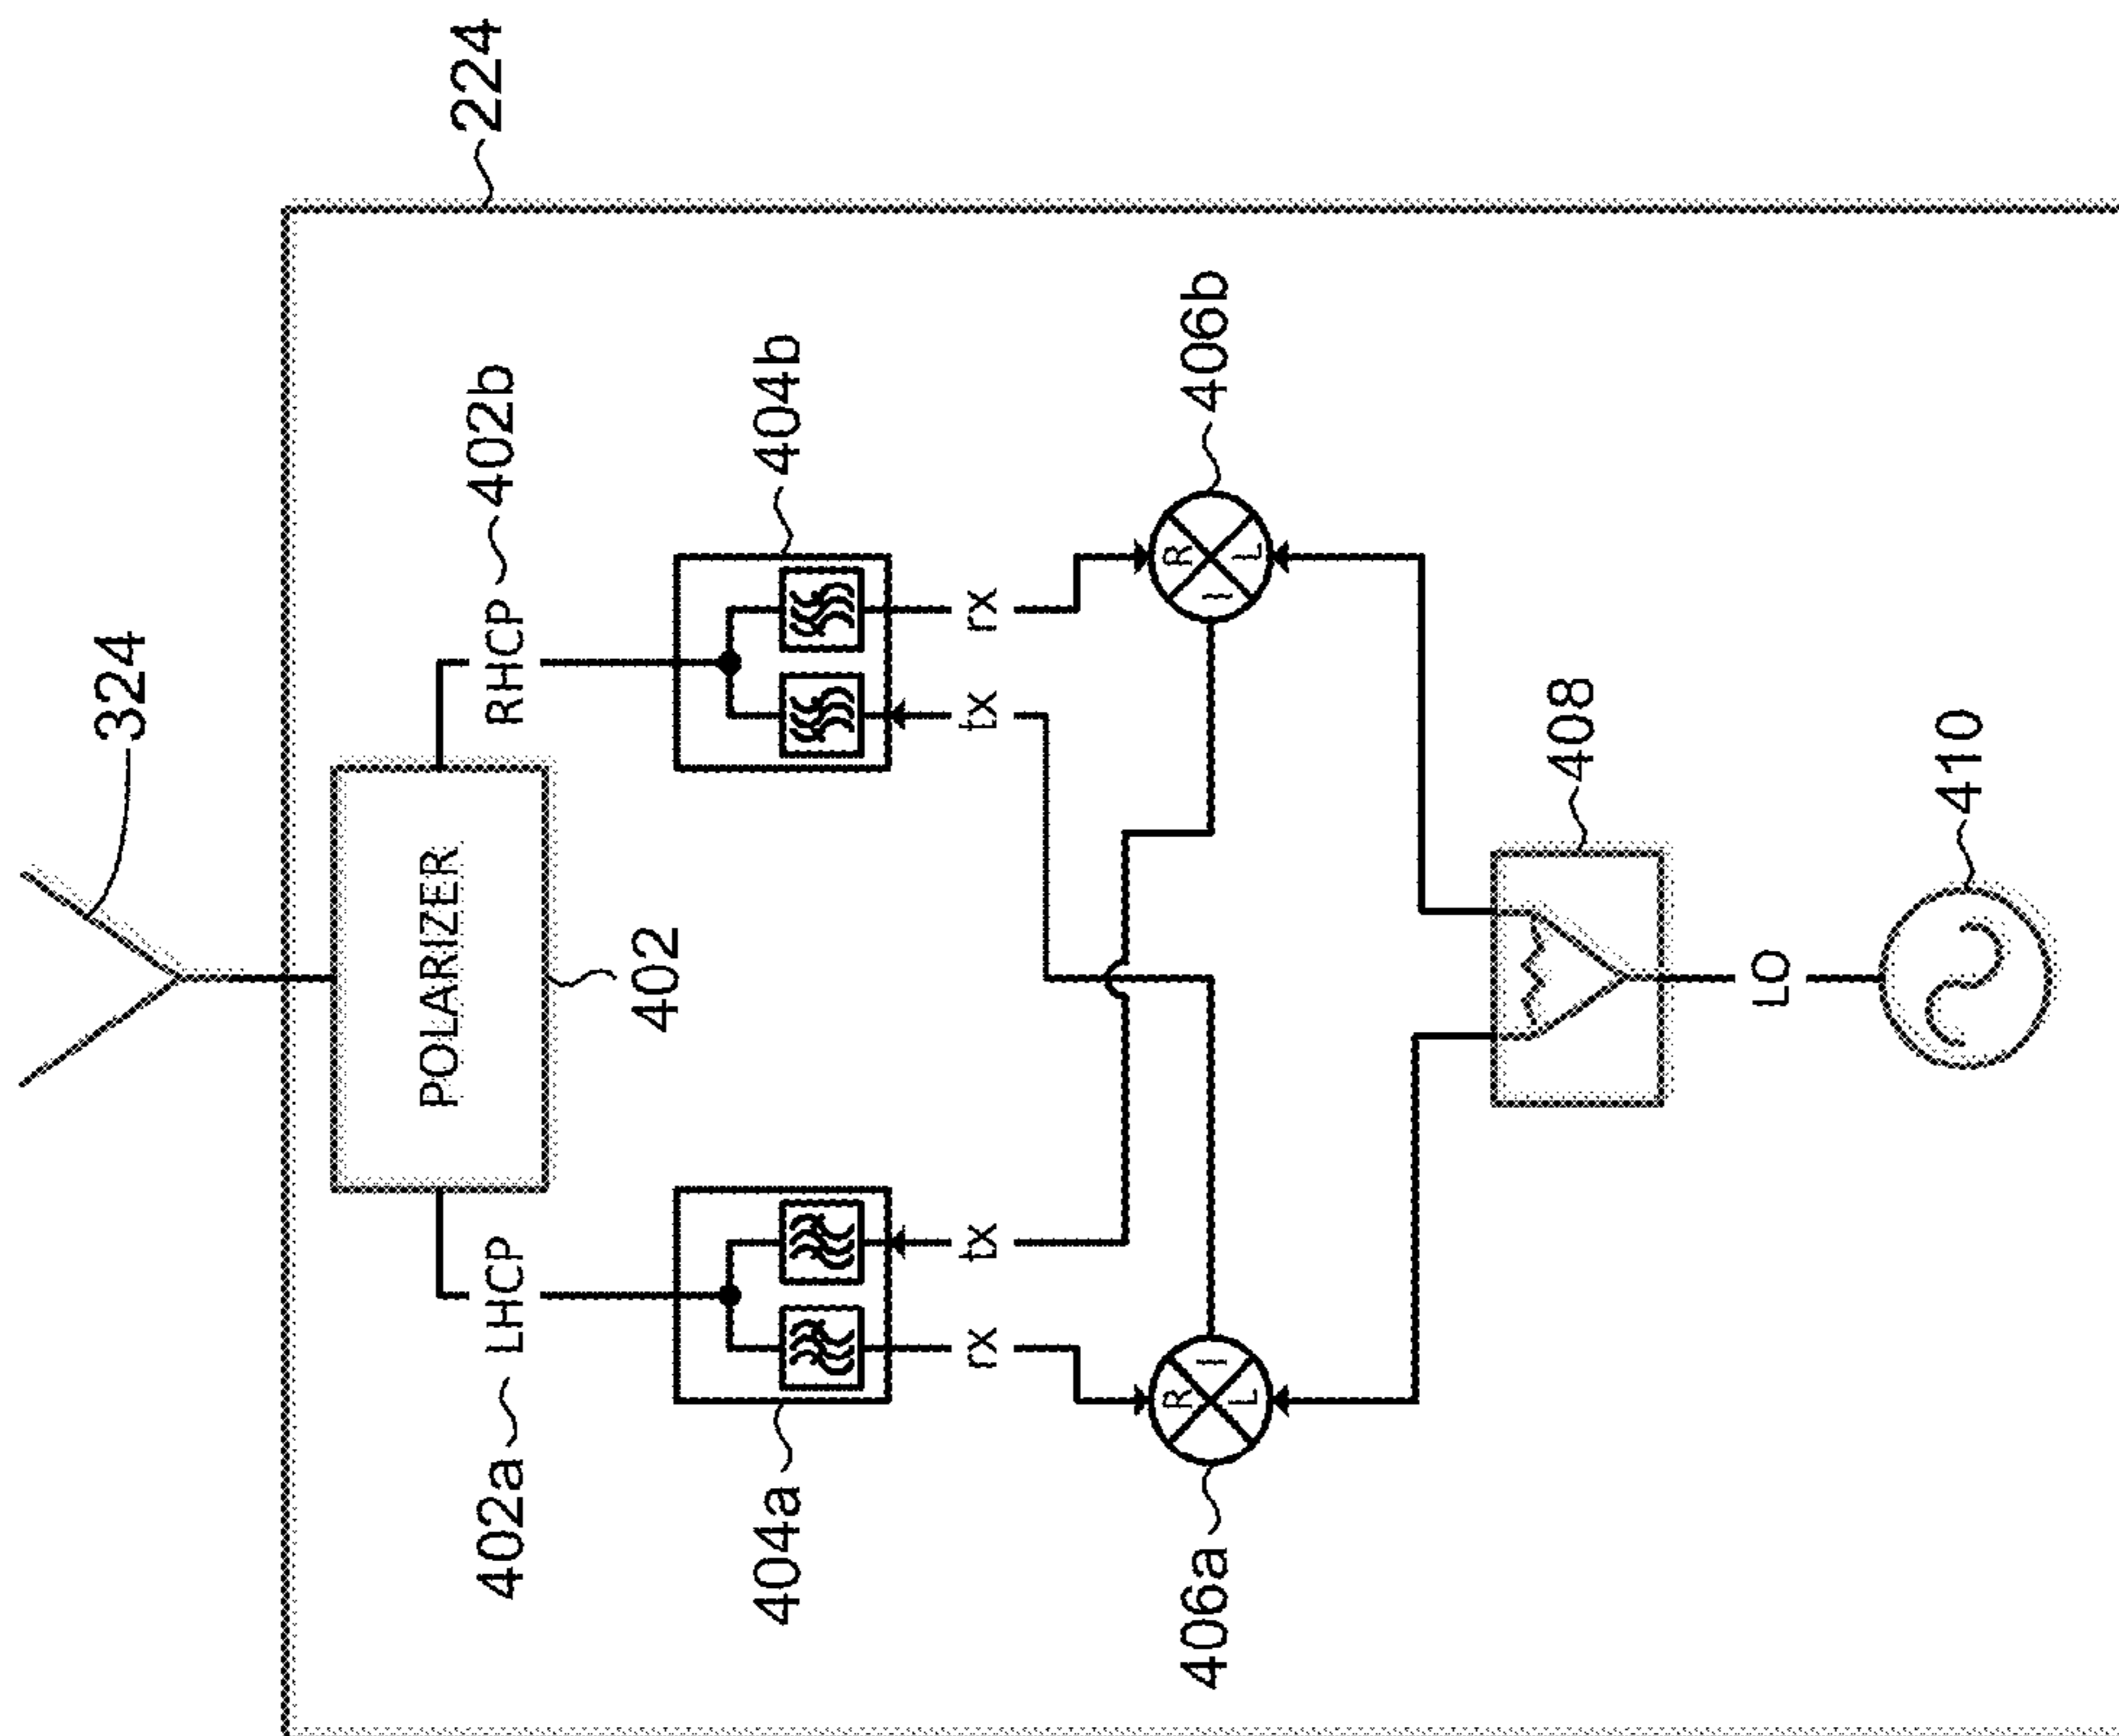 324
224
POLARIZER
402
402a
LHCP
RHCP
402b
404a
404b
rx
tx
tx
rx
406a
R
I
L
R
I
L
406b
408
LO
410